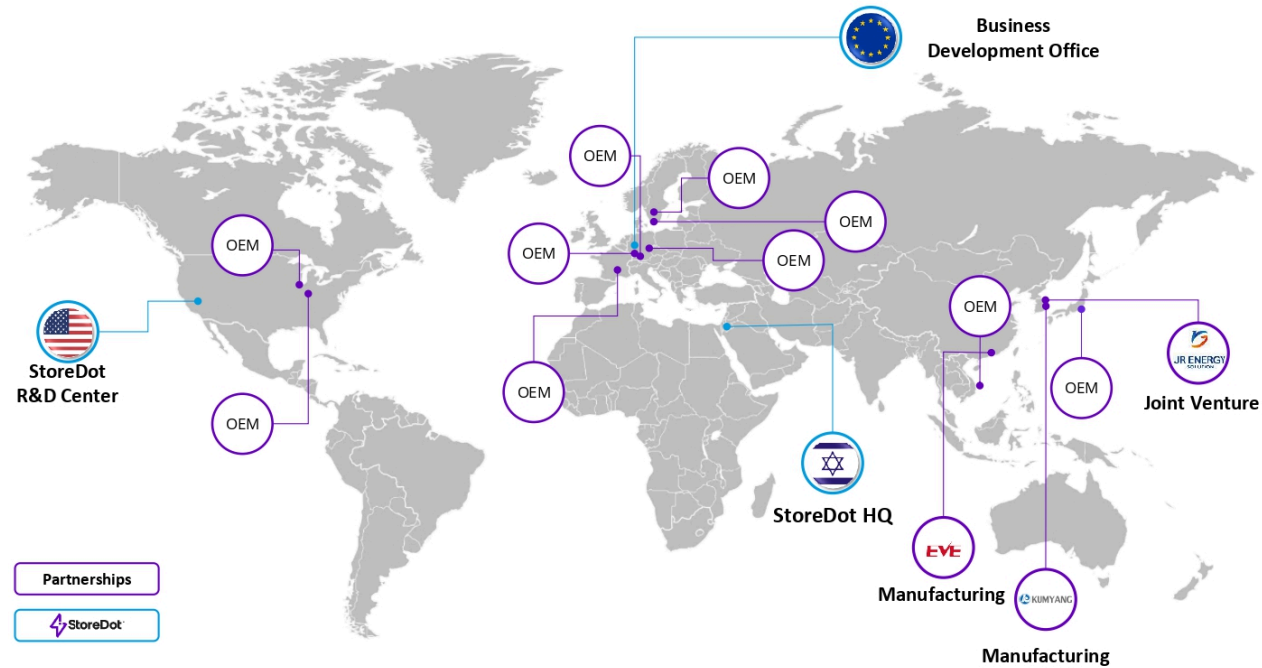 Business
Development Office
OEM
OEM
OEM
OEM
OEM
OEM
OEM
StoreDot
R&D Center
JR ENERGY
SOLUTION
Joint Venture
OEM
OEM
OEM
StoreDot HQ
EVE
Manufacturing
KUMYANG
Manufacturing
Partnerships
StoreDot